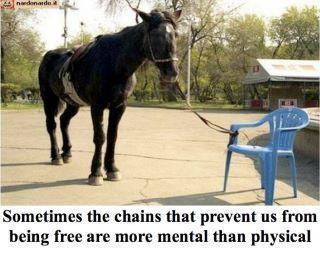 nardonardo.it
Sometimes the chains that prevent us from
being free are more mental than physical